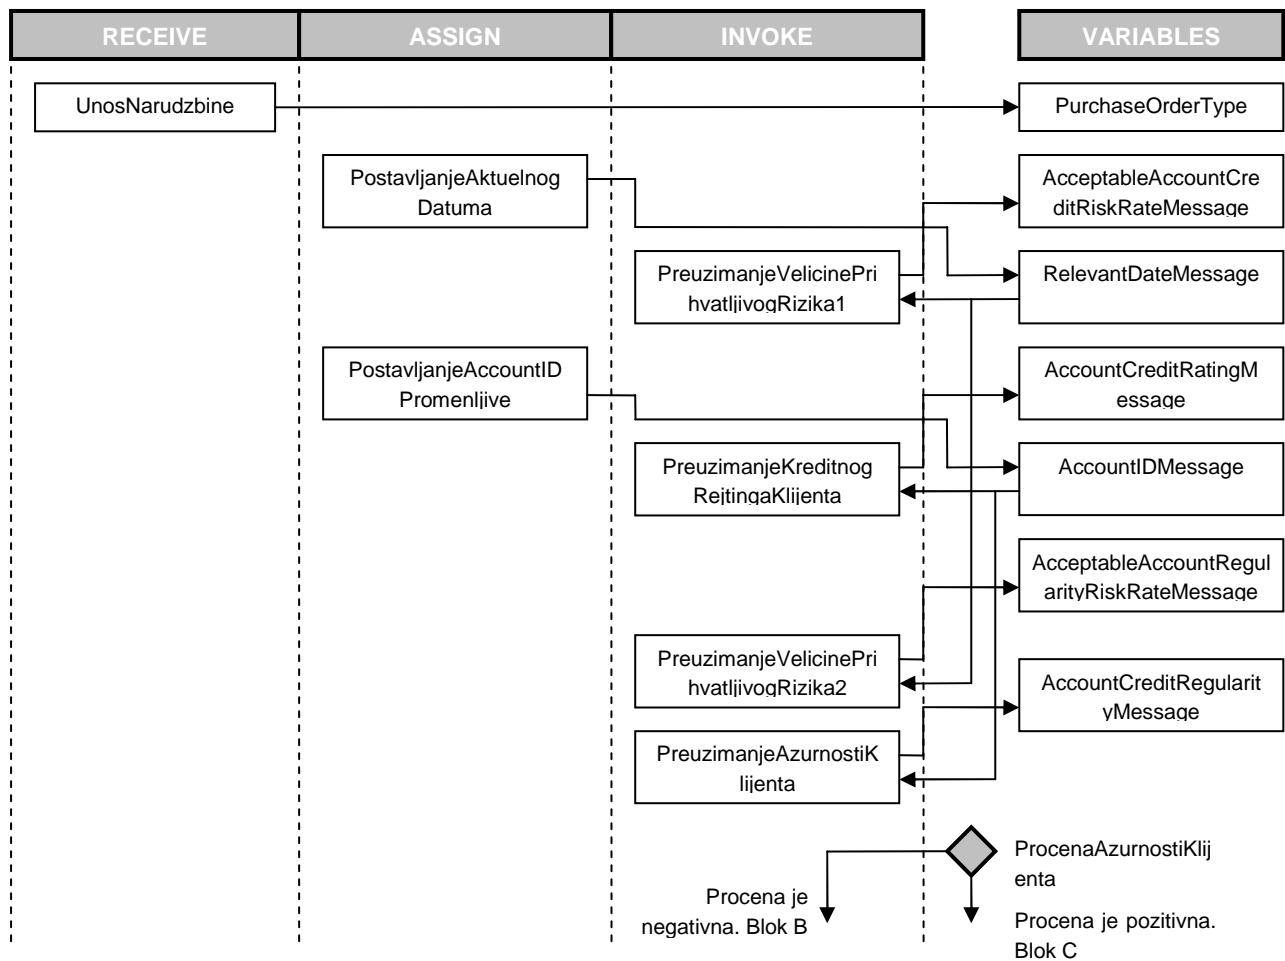 RECEIVE
ASSIGN
INVOKE
VARIABLES
UnosNarudzbine
PurchaseOrderType
PostavljanjeAktuelnog
Datuma
AcceptableAccountCre
ditRiskRateMessage
PreuzimanjeVelicinePri
hvatljivogRizika1
RelevantDateMessage
PostavljanjeAccountID
Promenljive
AccountCreditRatingM
essage
PreuzimanjeKreditnog
RejtingaKlijenta
AccountIDMessage
AcceptableAccountRegul
arityRiskRateMessage
PreuzimanjeVelicinePri
hvatljivogRizika2
AccountCreditRegularit
yMessage
PreuzimanjeAzurnostiK
lijenta
ProcenaAzurnostiKlij
enta
Procena je
negativna. Blok B
Procena je pozitivna.
Blok C